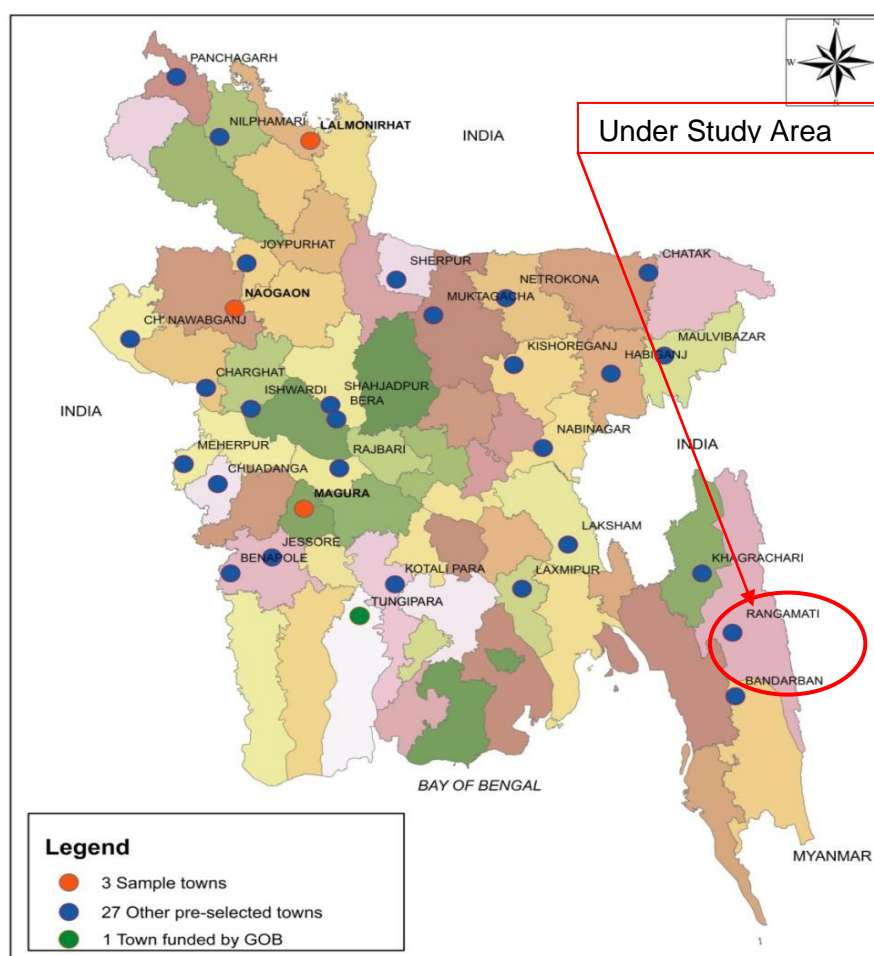 N
W
E
S
PANCHAGARH
NILPHAMARI
LALMONIRHAT
INDIA
Under Study Area
JOYPURHAT
SHERPUR
CHATAK
NETROKONA
NAOGAON
MUKTAGACHA
CH' NAWABGANJ
MAULVIBAZAR
KISHOREGANJ
HABIGANJ
CHARGHAT
ISHWARDI
SHAHJADPUR
BERA
INDIA
NABINAGAR
INDIA
MEHERPUR
RAJBARI
CHUADANGA
MAGURA
LAKSHAM
JESSORE
BENAPOLE
KOTALI PARA
LAXMIPUR
KHAGRACHARI
TUNGIPARA
RANGAMATI
BANDARBAN
BAY OF BENGAL
MYANMAR
Legend
3 Sample towns
27 Other pre-selected towns
1 Town funded by GOB
1